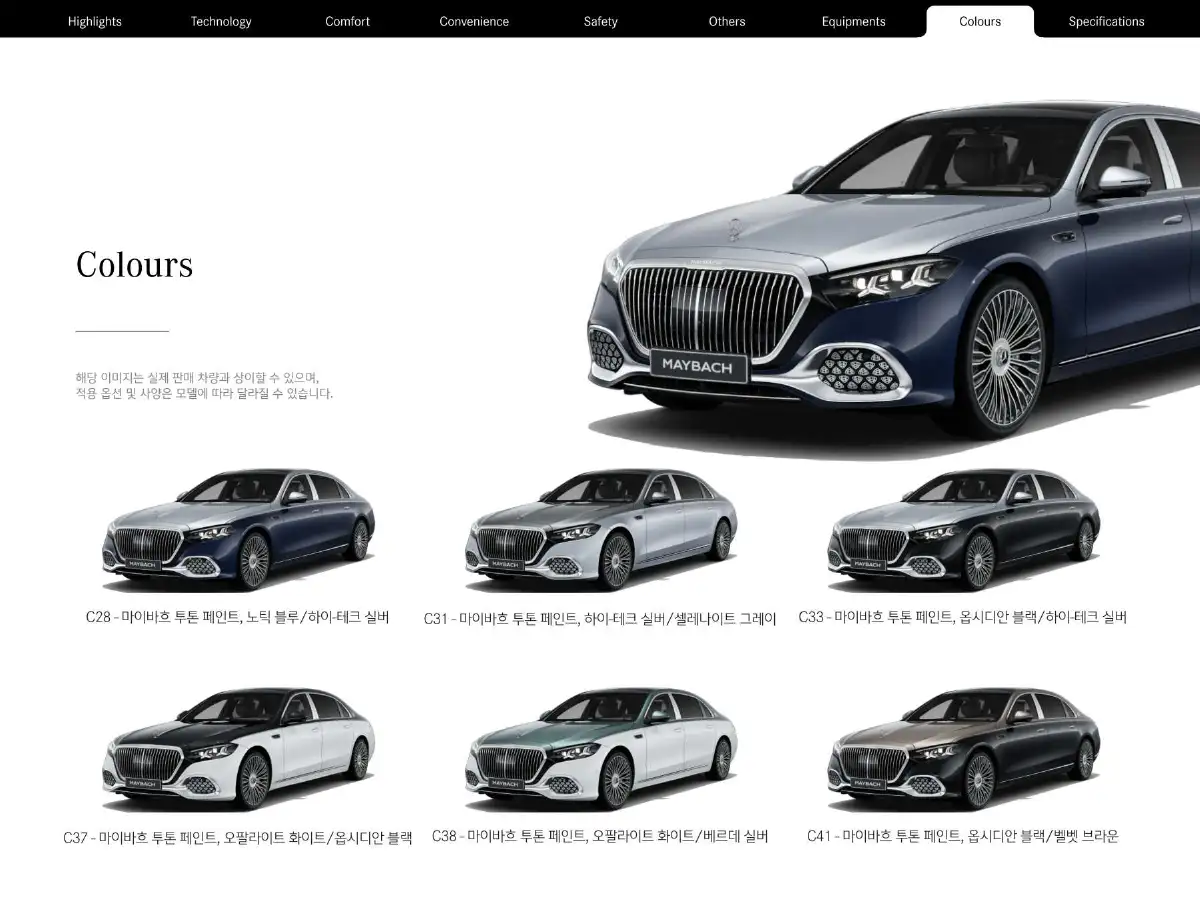 Highlights
Technology
Comfort
Convenience
Safety
Others
Equipments
Colours
Specifications
Colours
해당 이미지는 실제 판매 차량과 상이할 수 있으며,
적용 옵션 및 사양은 모델에 따라 달라질 수 있습니다.
MAYBACH
MAYBACH
MAYBACH
MAYBACH
C28 - 마이바흐 투톤 페인트, 노틱 블루/하이-테크 실버
C31 - 마이바흐 투톤 페인트, 하이-테크 실버/셀레나이트 그레이
C33 - 마이바흐 투톤 페인트, 옵시디안 블랙/하이-테크 실버
MAYBACH
MAYBACH
MAYBACH
C37 - 마이바흐 투톤 페인트, 오팔라이트 화이트/옵시디안 블랙
C38 - 마이바흐 투톤 페인트, 오팔라이트 화이트/베르데 실버
C41 - 마이바흐 투톤 페인트, 옵시디안 블랙/벨벳 브라운